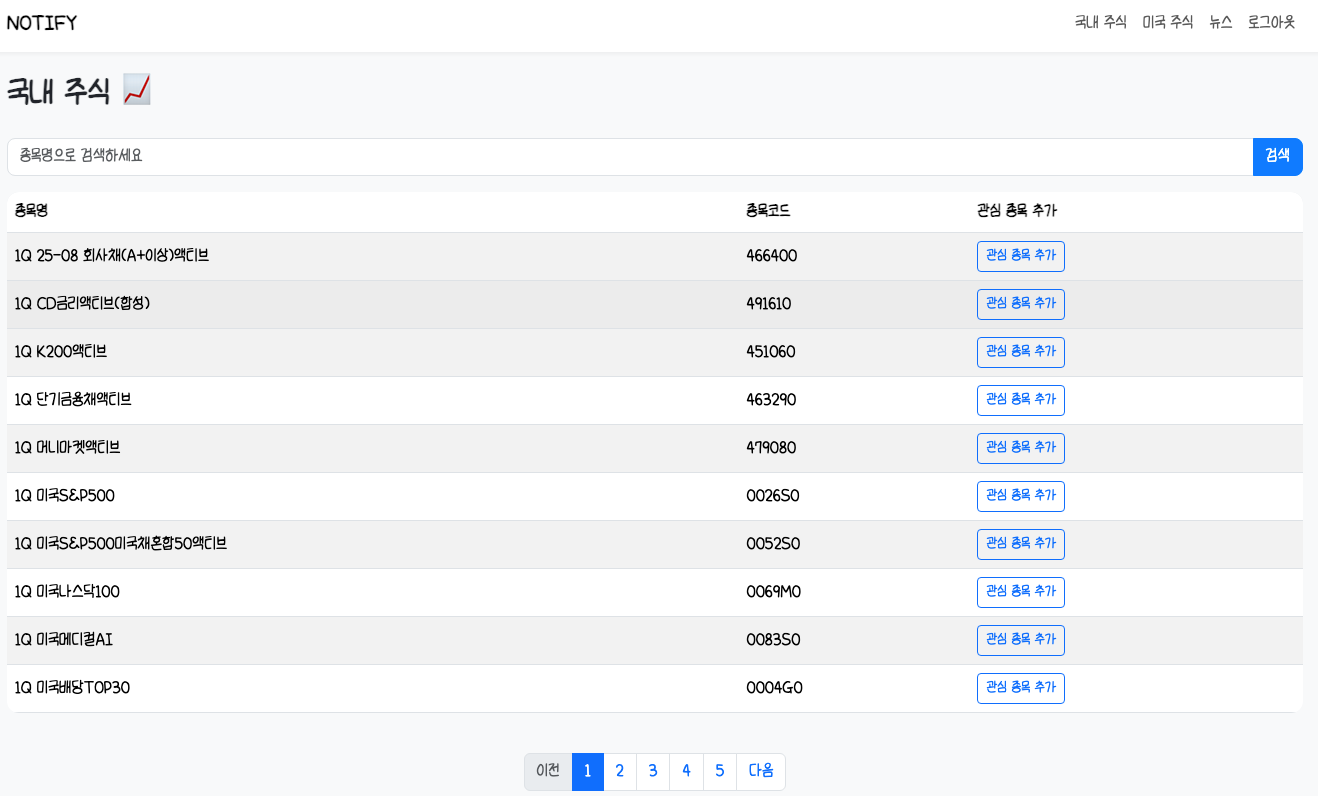 NOTIFY 국내 주식 미국 주식 뉴스 로그아웃
국내 주식 📈
종목명으로 검색하세요 검색
종목명 종목코드 관심 종목 추가
1Q 25-08 회사채(A+이상)액티브 466400 관심 종목 추가
1Q CD금리액티브(합성) 491610 관심 종목 추가
1Q K200액티브 451060 관심 종목 추가
1Q 단기금융채액티브 463290 관심 종목 추가
1Q 머니마켓액티브 479080 관심 종목 추가
1Q 미국S&P500 0026S0 관심 종목 추가
1Q 미국S&P500미국채혼합50액티브 0052S0 관심 종목 추가
1Q 미국나스닥100 0069M0 관심 종목 추가
1Q 미국메디컬AI 0083S0 관심 종목 추가
1Q 미국배당TOP30 0004G0 관심 종목 추가
이전 1 2 3 4 5 다음